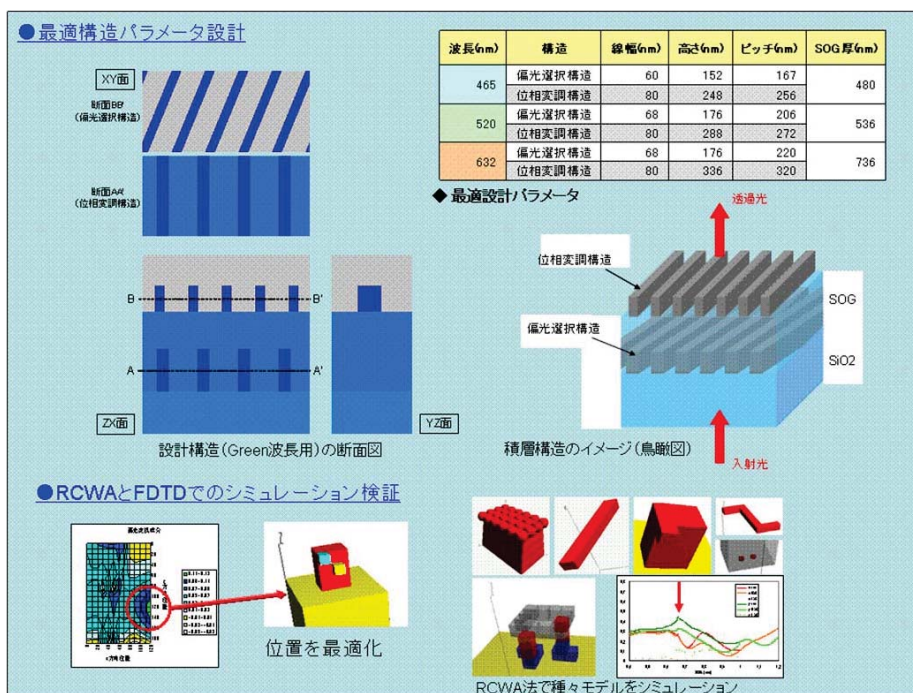 ●最適構造パラメータ設計
XY面
断面BB'
(偏光選択構造)
断面AA'
(位相変調構造)
B B'
A A'
ZX面
YZ面
設計構造(Green波長用)の断面図
波長(nm) 構造 線幅(nm) 高さ(nm) ピッチ(nm) SOG厚(nm)
465 偏光選択構造 60 152 167 480
位相変調構造 80 248 256
520 偏光選択構造 68 176 206 536
位相変調構造 80 288 272
632 偏光選択構造 68 176 220 736
位相変調構造 80 336 320
◆ 最適設計パラメータ
透過光
位相変調構造
SOG
偏光選択構造
SiO2
積層構造のイメージ(鳥瞰図)
入射光
●RCWAとFDTDでのシミュレーション検証
位置を最適化
RCWA法で種々モデルをシミュレーション